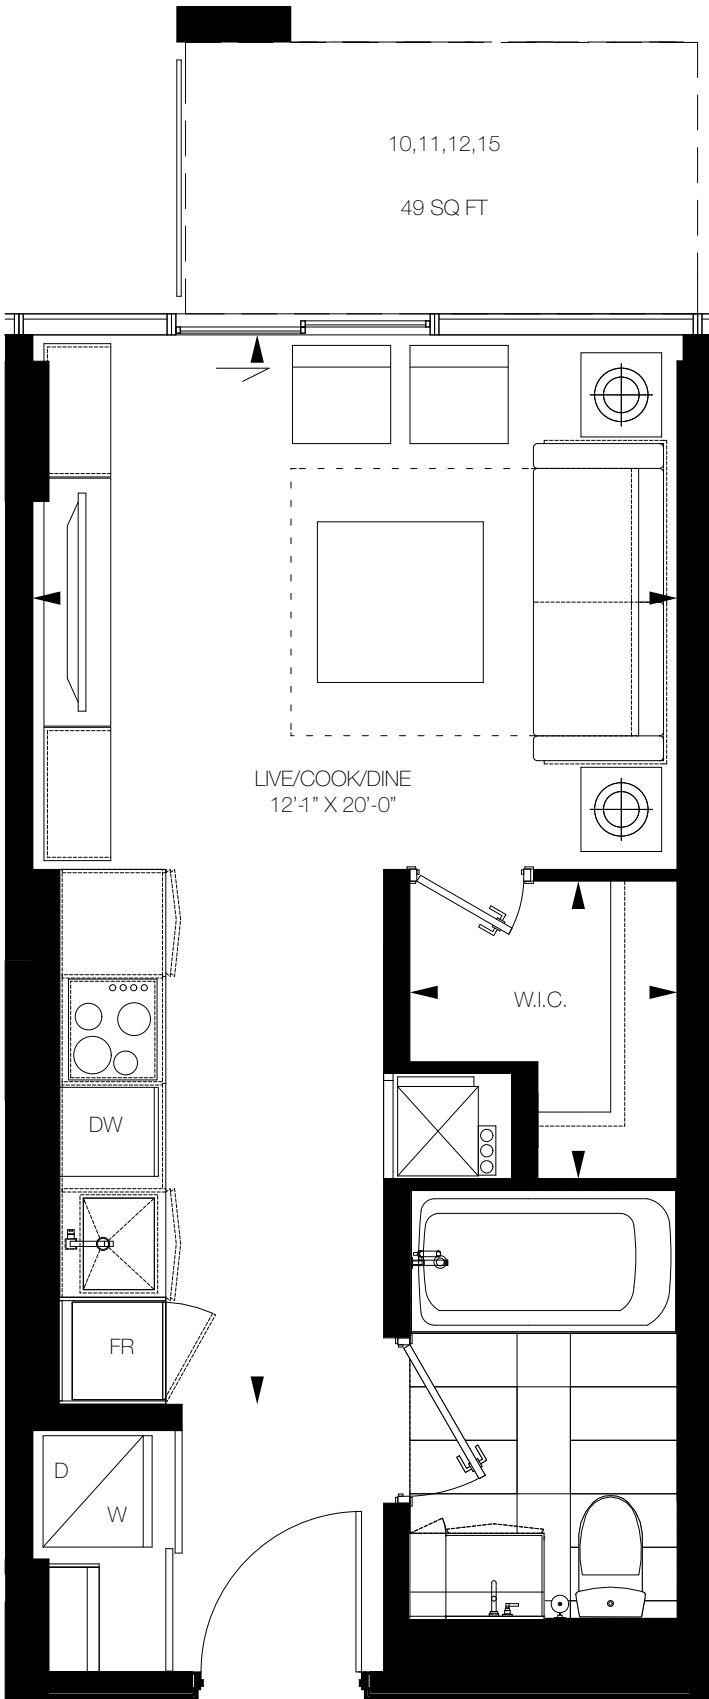 10,11,12,15
49 SQ FT
LIVE/COOK/DINE
12'-1" X 20'-0"
W.I.C.
DW
FR
D
W